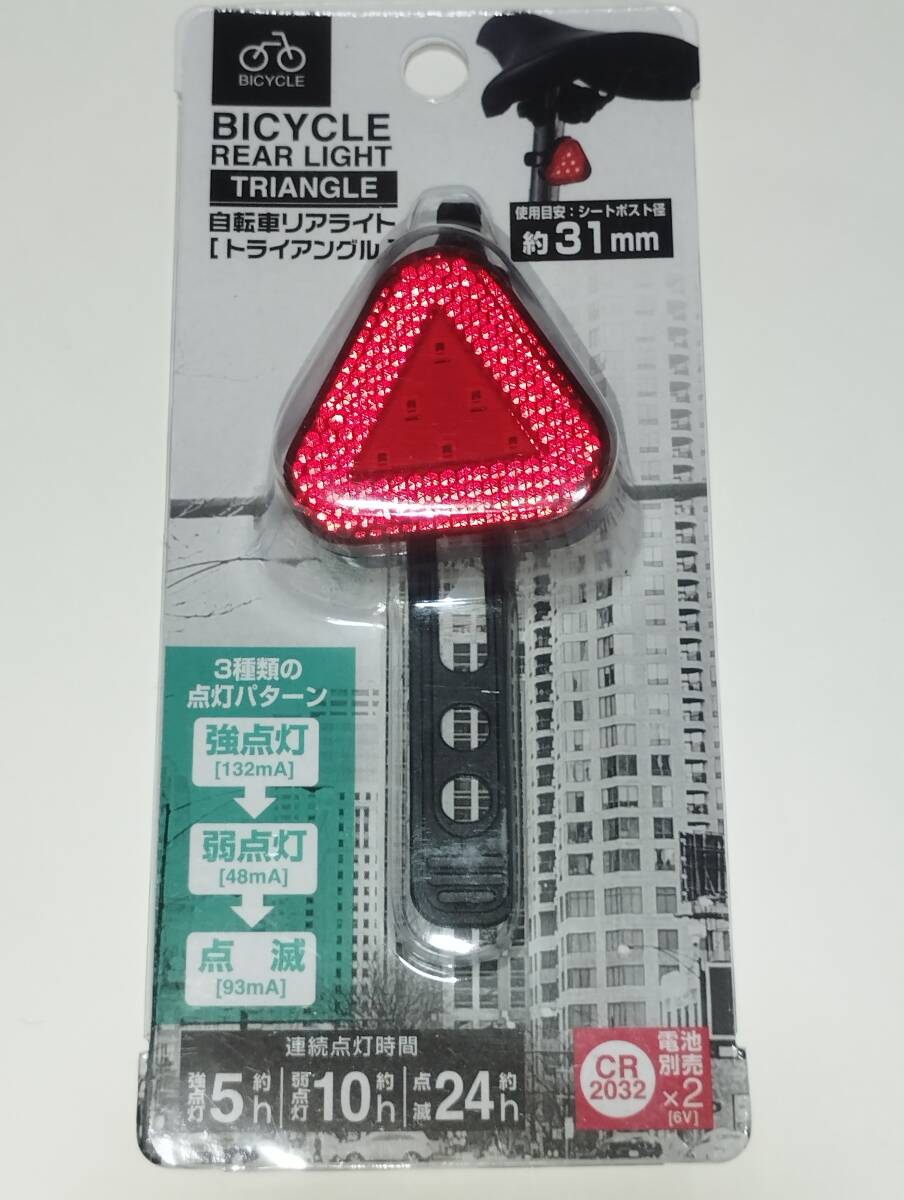 BICYCLE
BICYCLE
REAR LIGHT
TRIANGLE
自転車リアライト
[トライアングル]
使用目安:シートポスト径
約31mm
3種類の
点灯パターン
強点灯
[132mA]
弱点灯
[48mA]
点 滅
[93mA]
連続点灯時間
強点灯 5約h
弱点灯 10約h
点滅 24約h
CR
2032
電池
別売
×2
[6V]